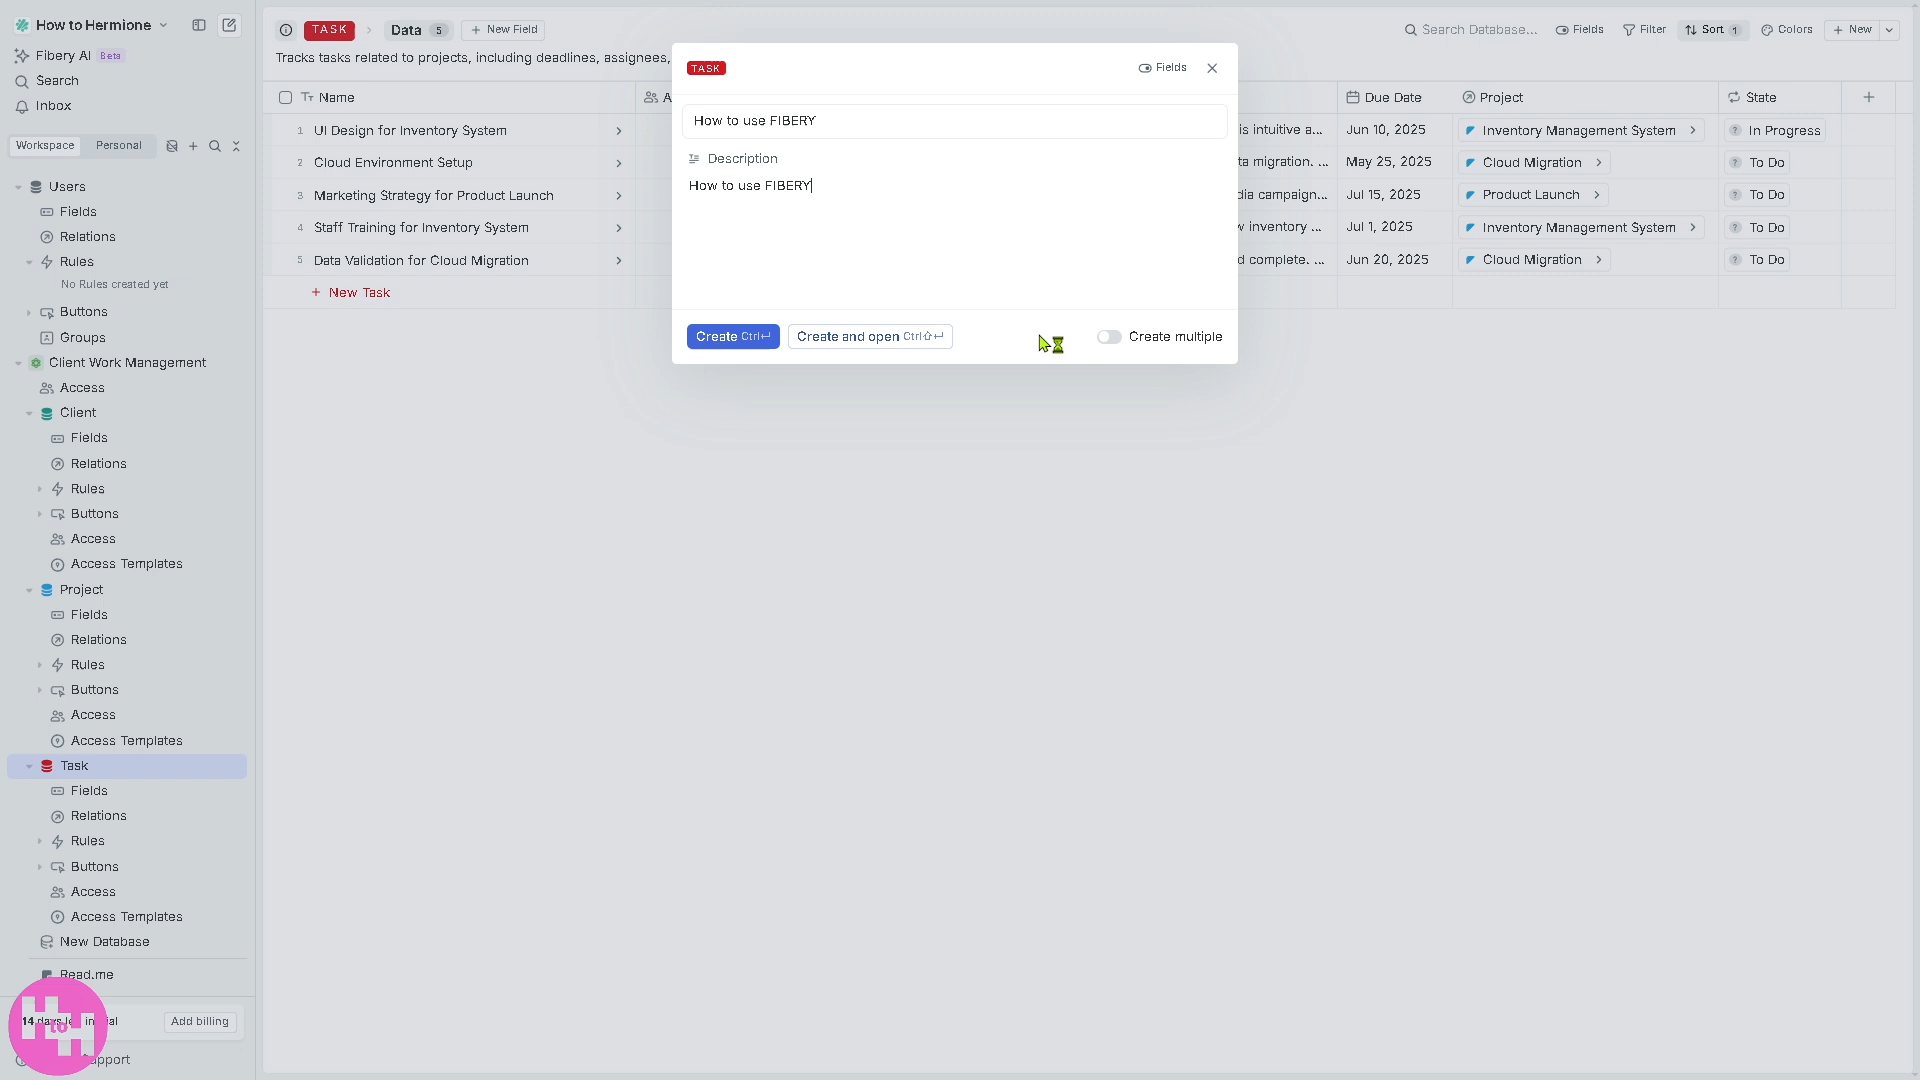 How to Hermione
Fibery AI Beta
Search
Inbox
Workspace Personal
Users
Fields
Relations
Rules
No Rules created yet
Buttons
Groups
Client Work Management
Access
Client
Fields
Relations
Rules
Buttons
Access
Access Templates
Project
Fields
Relations
Rules
Buttons
Access
Access Templates
Task
Fields
Relations
Rules
Buttons
Access
Access Templates
New Database
Read.me
14 days
Add billing
to
TASK Data 5 New Field
Search Database... Fields Filter Sort 1 Colors New
Tracks tasks related to projects, including deadlines, assignees,
Name Due Date Project State
1 UI Design for Inventory System is intuitive a... Jun 10, 2025 Inventory Management System In Progress
2 Cloud Environment Setup ta migration. ... May 25, 2025 Cloud Migration To Do
3 Marketing Strategy for Product Launch dia campaign... Jul 15, 2025 Product Launch To Do
4 Staff Training for Inventory System w inventory ... Jul 1, 2025 Inventory Management System To Do
5 Data Validation for Cloud Migration d complete. ... Jun 20, 2025 Cloud Migration To Do
+ New Task
TASK Fields
How to use FIBERY
Description
How to use FIBERY
Create Ctrl↵ Create and open Ctrl⇧↵ Create multiple